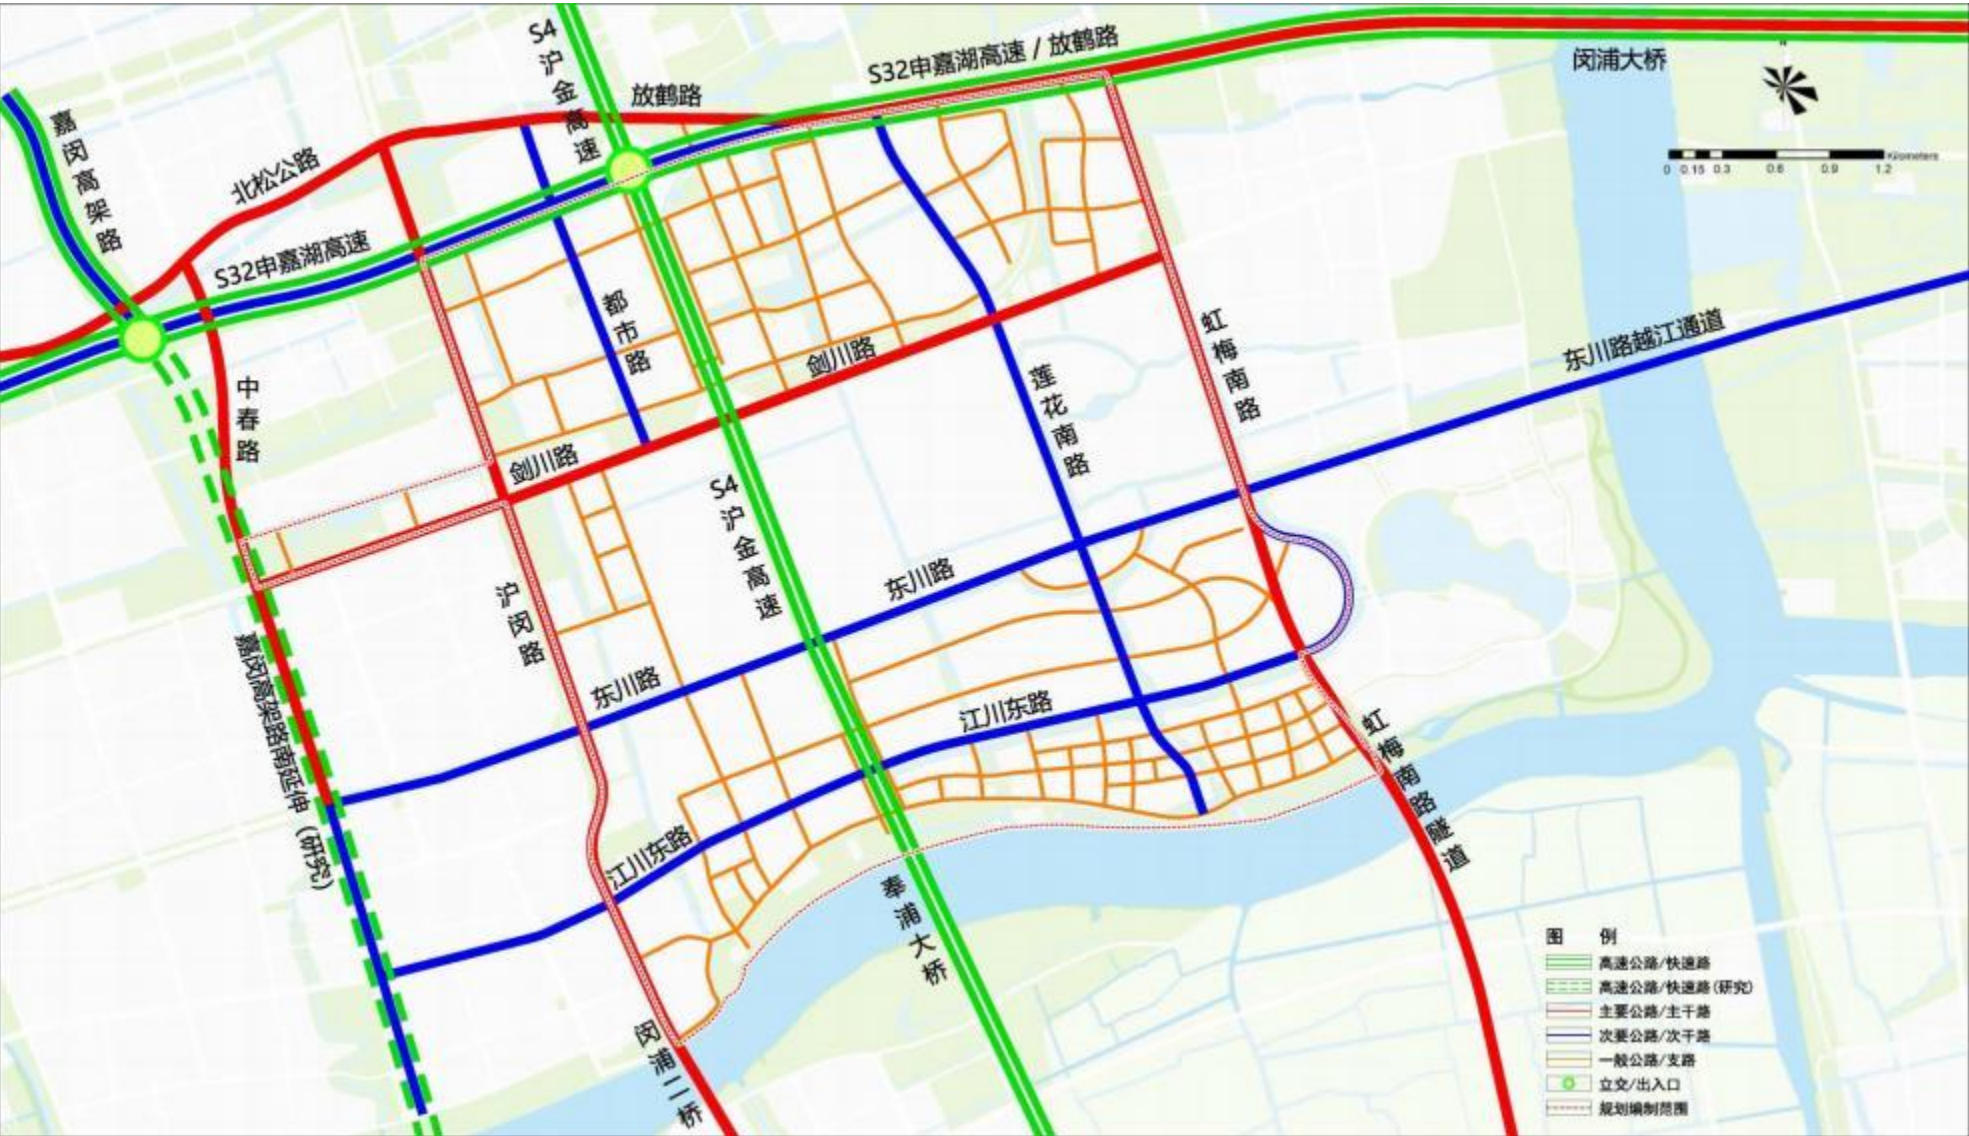 S4沪金高速
放鹤路
S32申嘉湖高速 / 放鹤路
闵浦大桥
嘉闵高架路
北松公路
S32申嘉湖高速
Kilometers
0 0.15 0.3 0.6 0.9 1.2
都市路
虹梅南路
东川路越江通道
剑川路
莲花南路
中春路
剑川路
S4沪金高速
东川路
沪闵路
嘉闵高架路南延伸（研究）
东川路
江川东路
虹梅南路隧道
江川东路
奉浦大桥
闵浦二桥
图 例
高速公路/快速路
高速公路/快速路(研究)
主要公路/主干路
次要公路/次干路
一般公路/支路
立交/出入口
规划编制范围